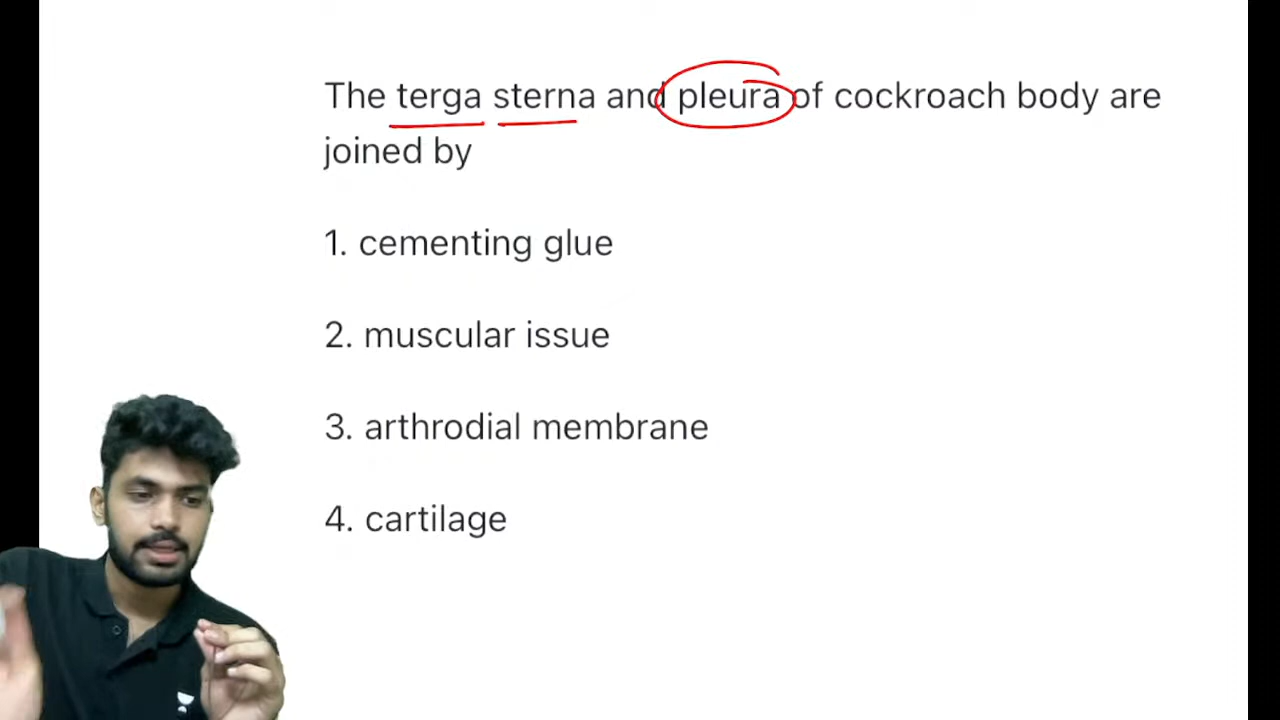 The terga sterna and pleura of cockroach body are
joined by
1. cementing glue
2. muscular issue
3. arthrodial membrane
4. cartilage